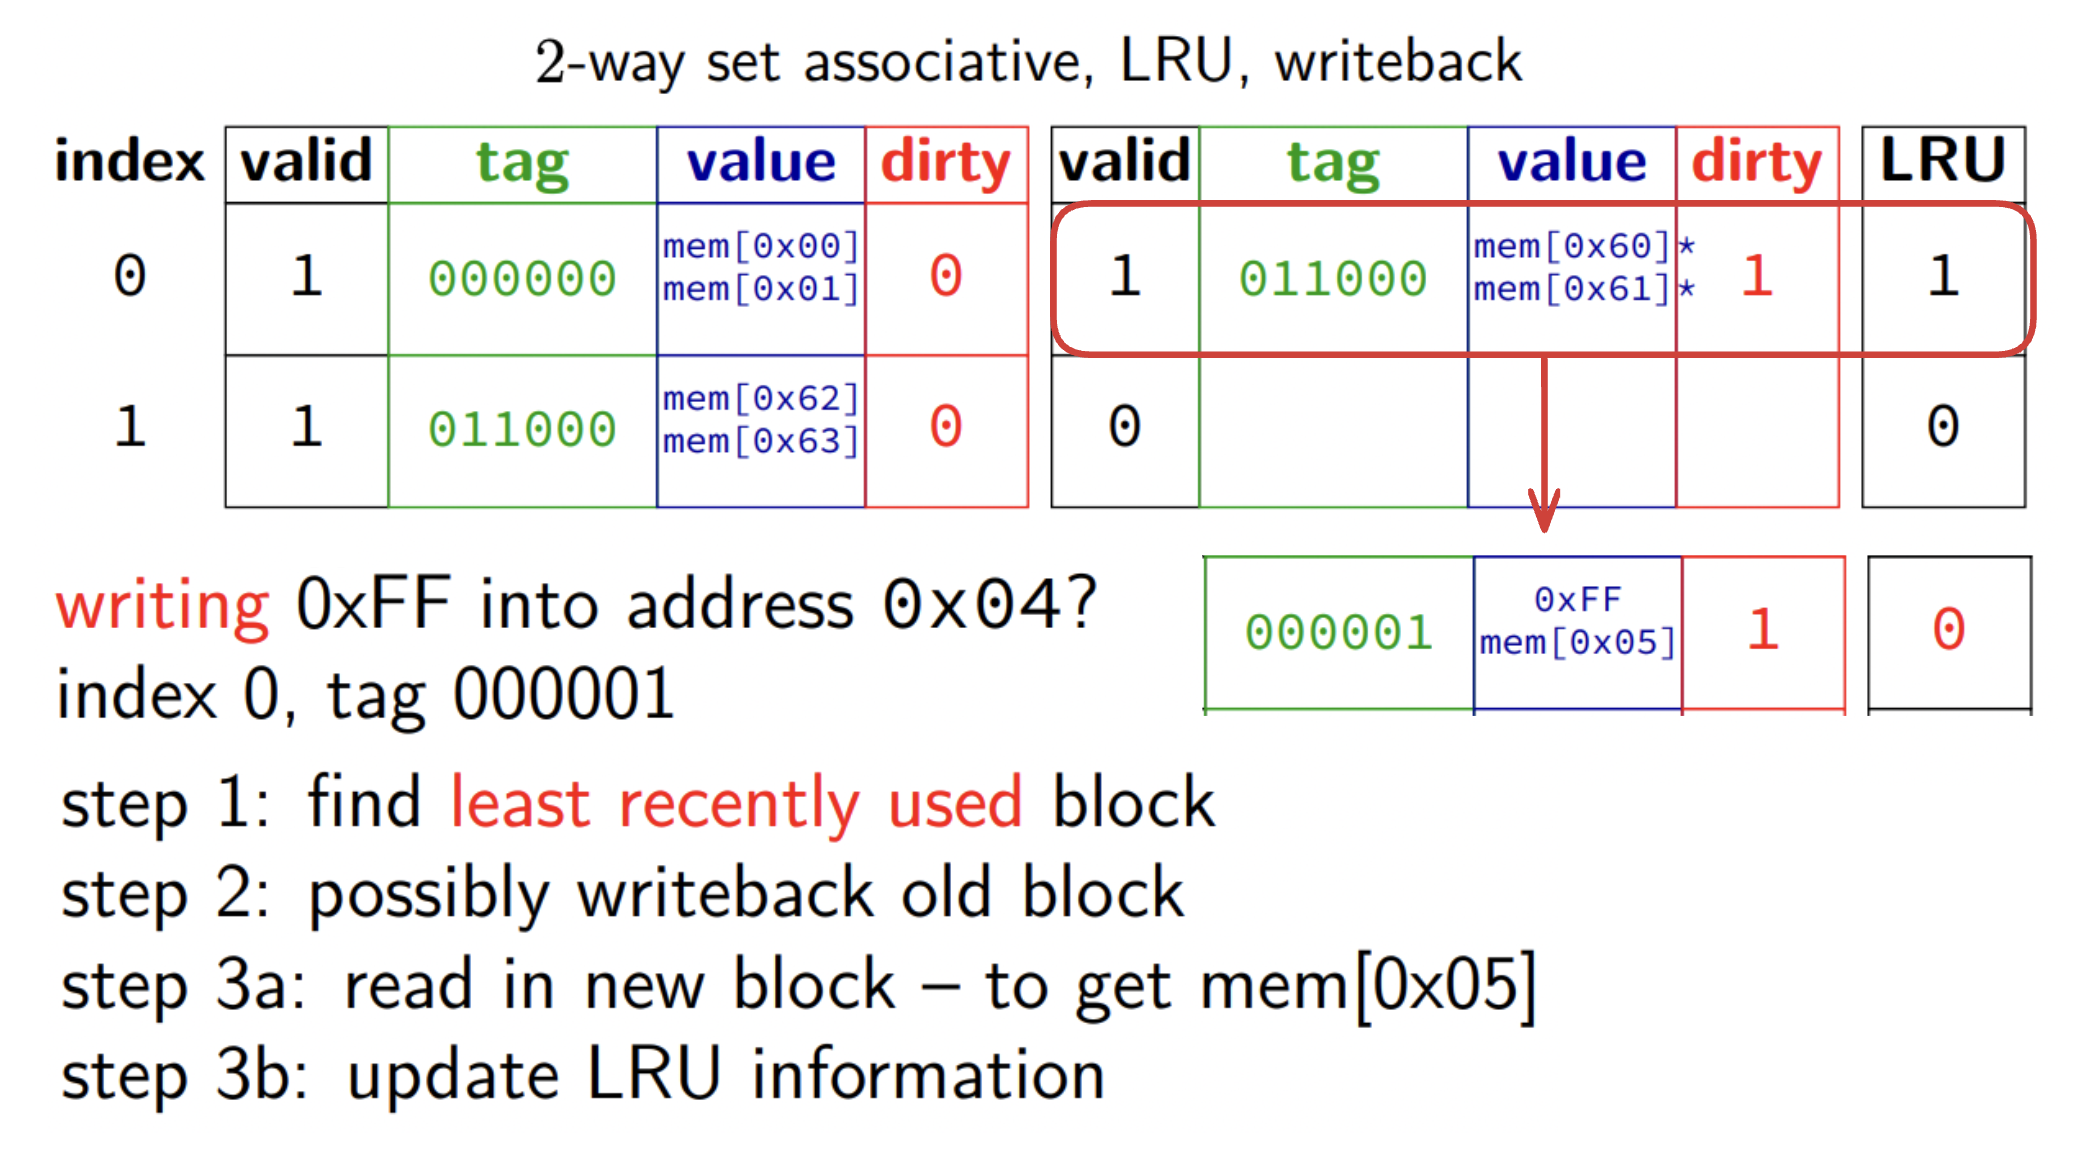 2-way set associative, LRU, writeback
index valid tag value dirty valid tag value dirty LRU
0 1 000000 mem[0x00] 0 1 011000 mem[0x60]* 1 1
mem[0x01] mem[0x61]*
1 1 011000 mem[0x62] 0 0 0
mem[0x63]
writing 0xFF into address 0x04?
index 0, tag 000001
000001 0xFF 1 0
mem[0x05]
step 1: find least recently used block
step 2: possibly writeback old block
step 3a: read in new block – to get mem[0x05]
step 3b: update LRU information